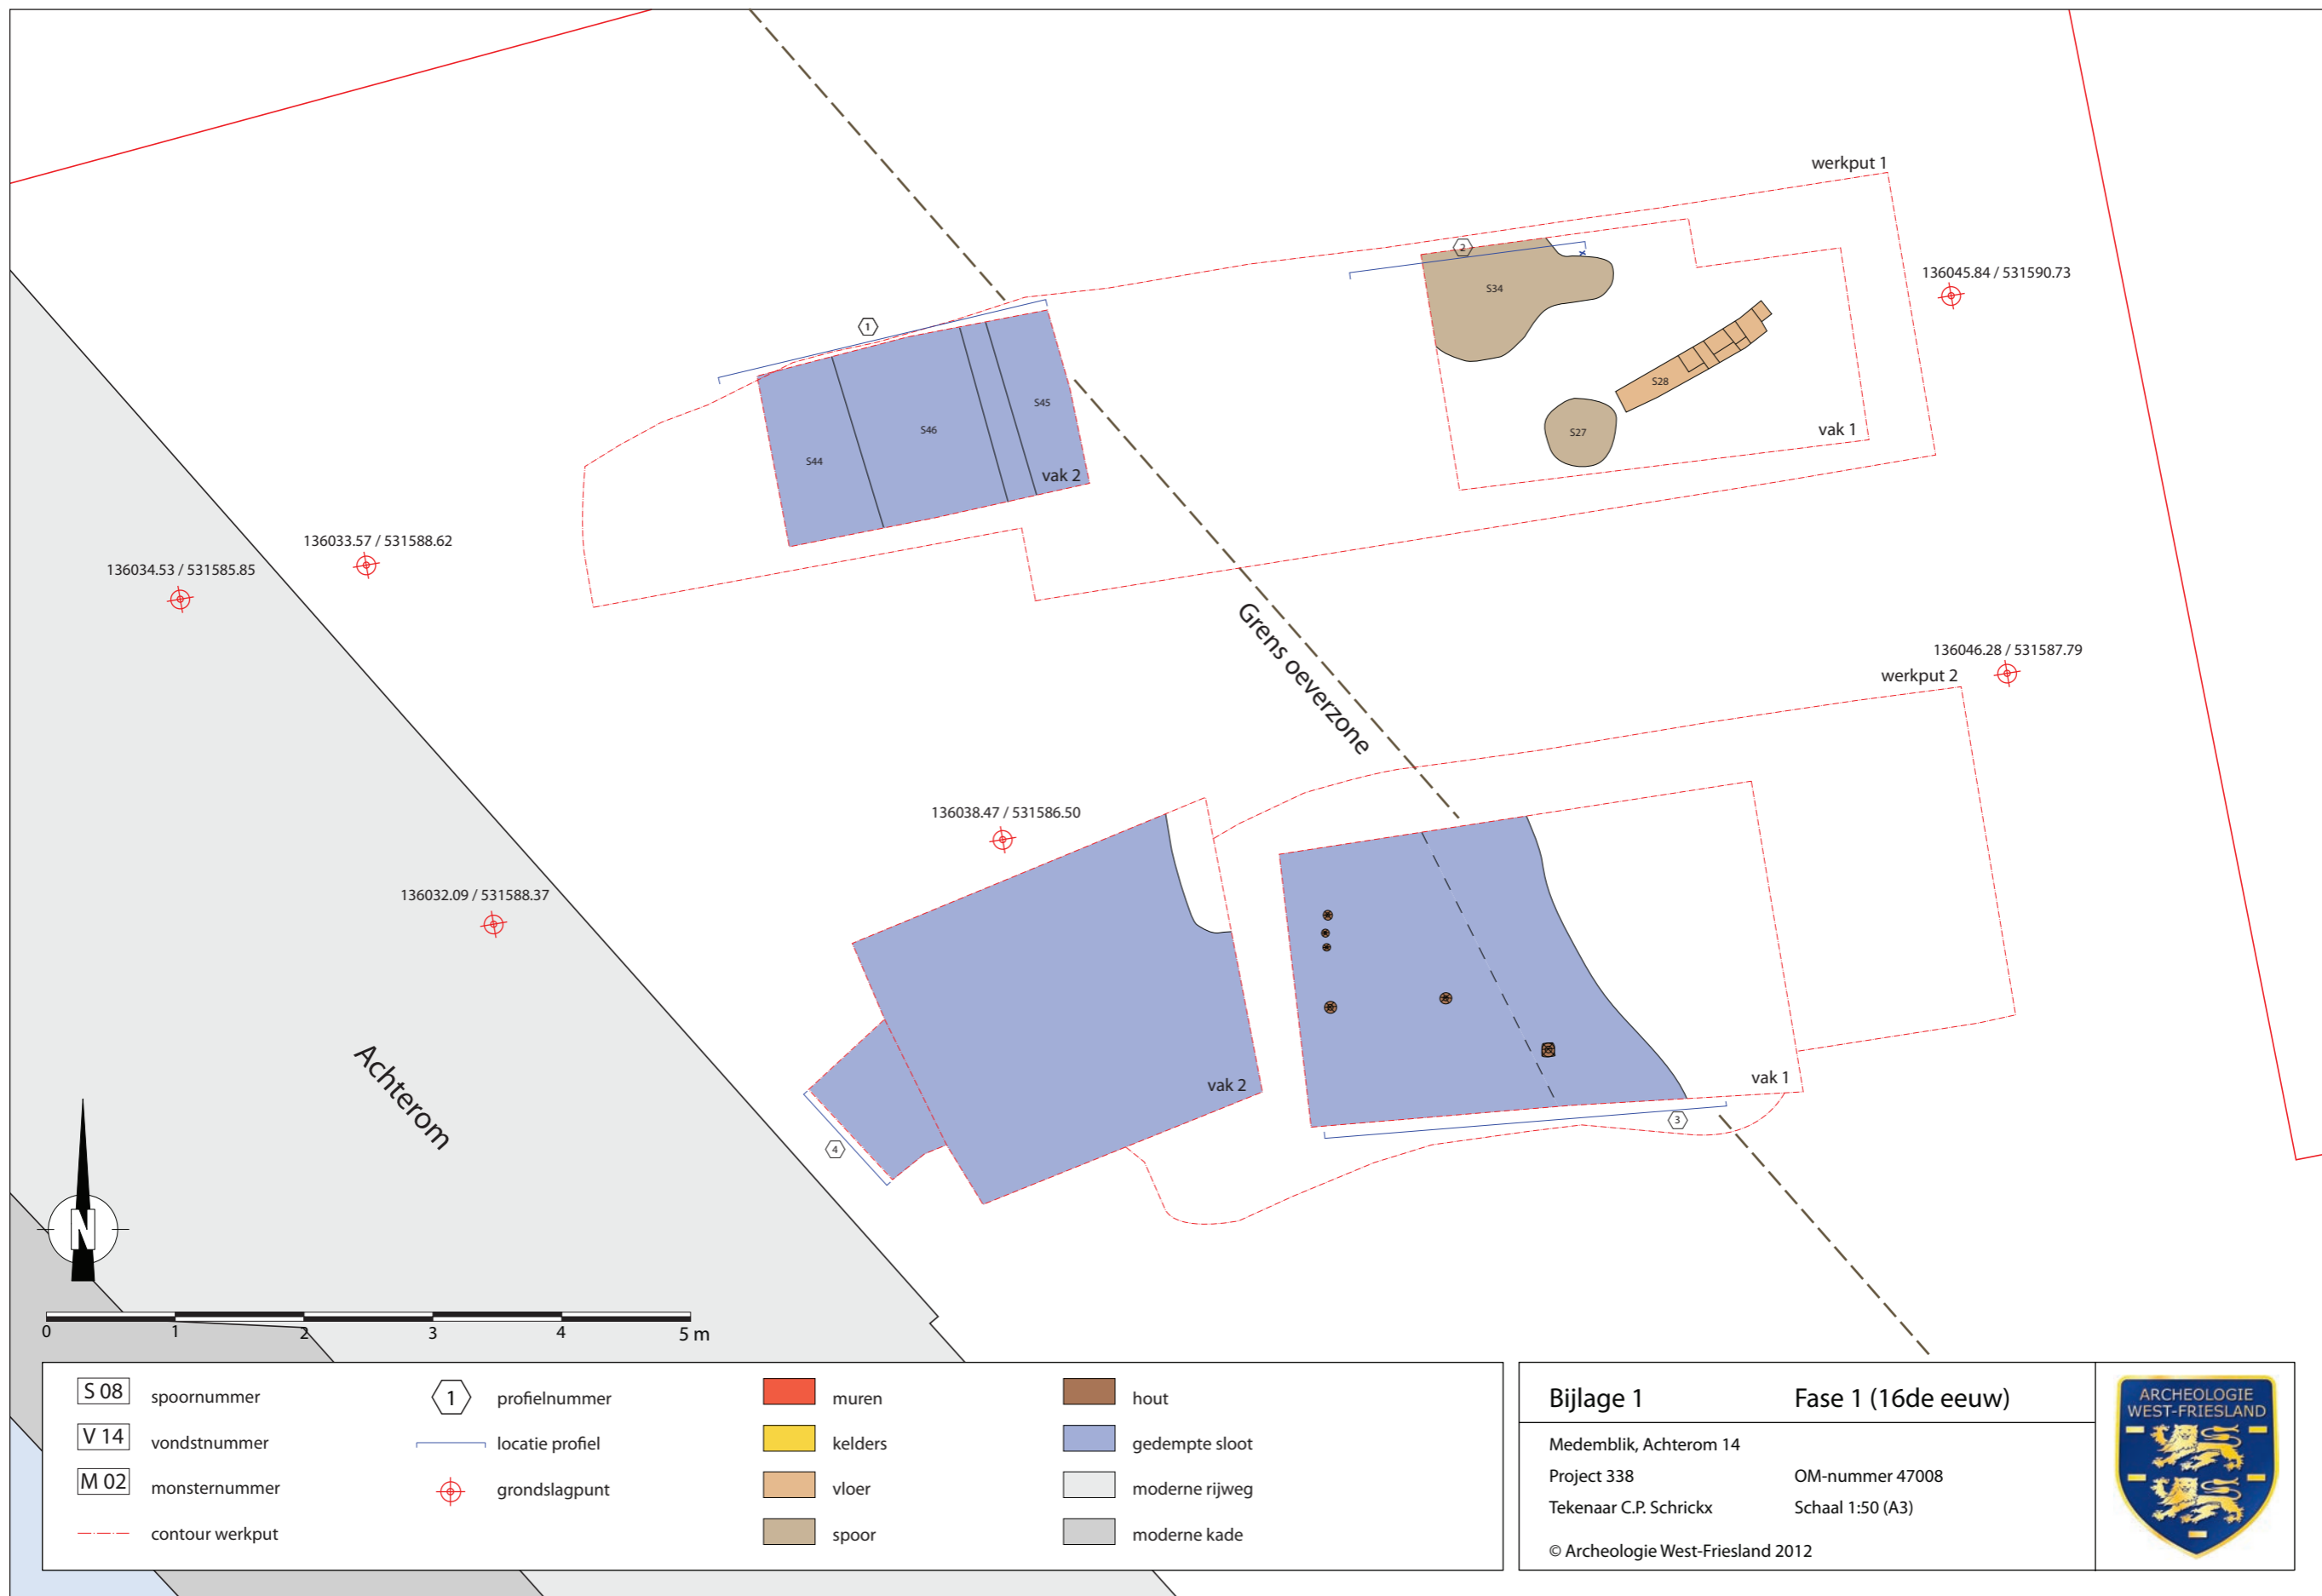 werkput 1
2
136045.84 / 531590.73
S34
1
S28
S45
S46
S27
vak 1
S44
vak 2
136033.57 / 531588.62
136034.53 / 531585.85
Grens oeverzone
136046.28 / 531587.79
werkput 2
136038.47 / 531586.50
136032.09 / 531588.37
Achterom
vak 2
vak 1
3
4
N
0 1 2 3 4 5 m
S 08 spoornummer
V 14 vondstnummer
M 02 monsternummer
contour werkput
1 profielnummer
locatie profiel
grondslagpunt
muren
kelders
vloer
spoor
hout
gedempte sloot
moderne rijweg
moderne kade
Bijlage 1 Fase 1 (16de eeuw)
Medemblik, Achterom 14
Project 338 OM-nummer 47008
Tekenaar C.P. Schrickx Schaal 1:50 (A3)
© Archeologie West-Friesland 2012
ARCHEOLOGIE
WEST-FRIESLAND